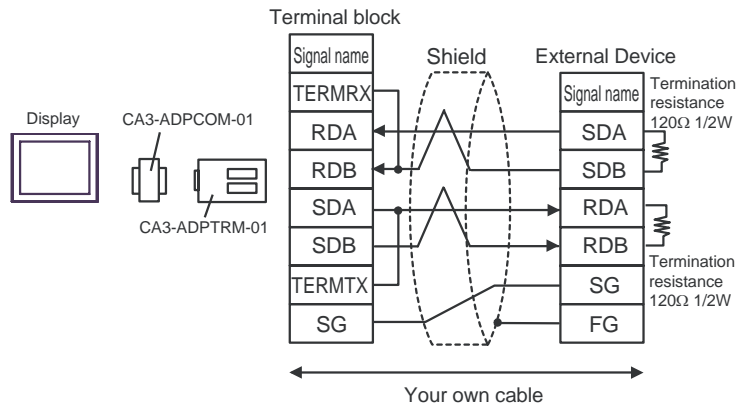 Terminal block
Signal name
TERMRX
RDA
RDB
SDA
SDB
TERMTX
SG
Shield
External Device
Signal name
SDA
SDB
RDA
RDB
SG
FG
Termination
resistance
120Ω 1/2W
Termination
resistance
120Ω 1/2W
Display
CA3-ADPCOM-01
CA3-ADPTRM-01
Your own cable